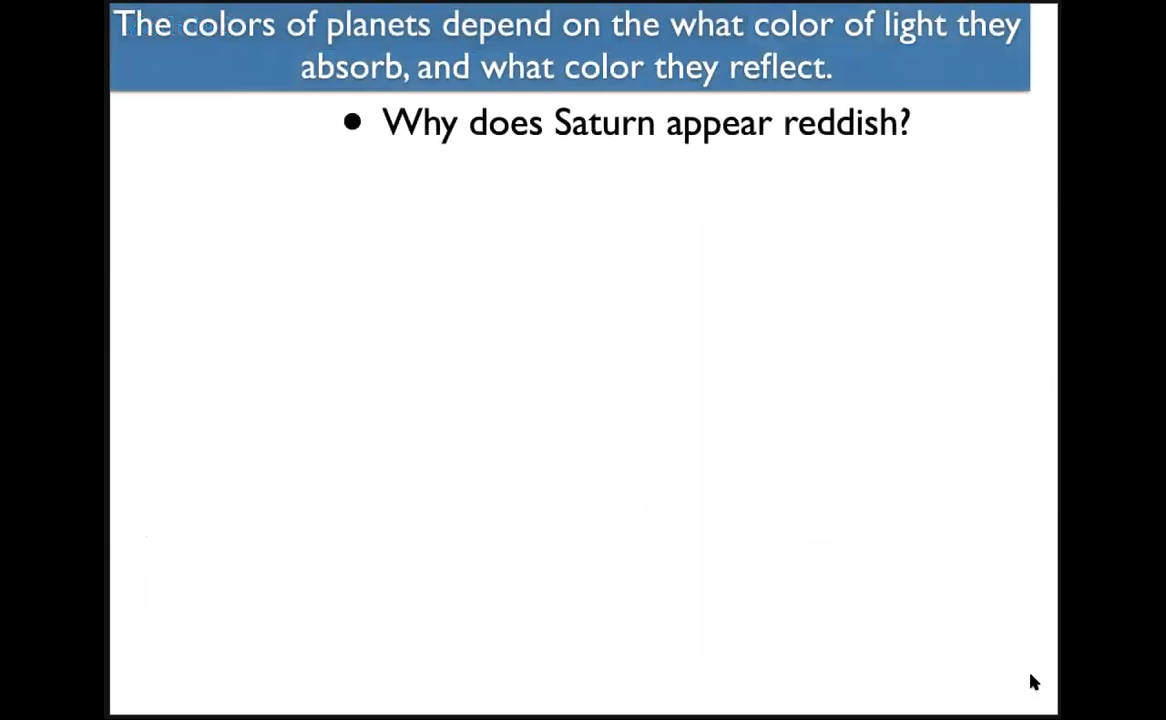 The colors of planets depend on the what color of light they
absorb, and what color they reflect.
• Why does Saturn appear reddish?